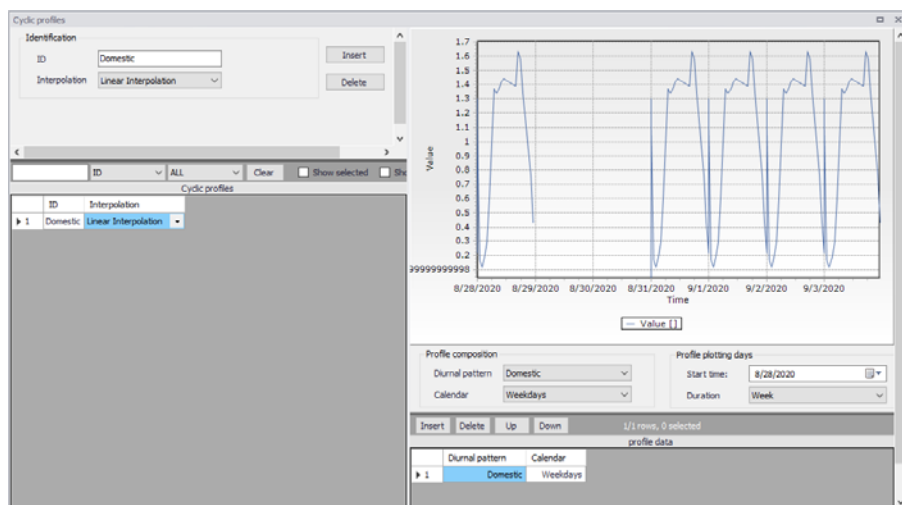 Cyclic profiles
Identification
ID Domestic Insert
Interpolation Linear Interpolation Delete
ID ALL Clear Show selected Sho
Cyclic profiles
ID Interpolation
1 Domestic Linear Interpolation
1.7
1.6
1.5
1.4
1.3
1.2
1.1
1
0.9
0.8
0.7
0.6
0.5
0.4
0.3
0.2
99999999998
Value
8/28/2020 8/29/2020 8/30/2020 8/31/2020 9/1/2020 9/2/2020 9/3/2020
Time
Value []
Profile composition
Diurnal pattern Domestic
Calendar Weekdays
Profile plotting days
Start time: 8/28/2020
Duration Week
Insert Delete Up Down 1/1 rows, 0 selected
profile data
Diurnal pattern Calendar
1 Domestic Weekdays